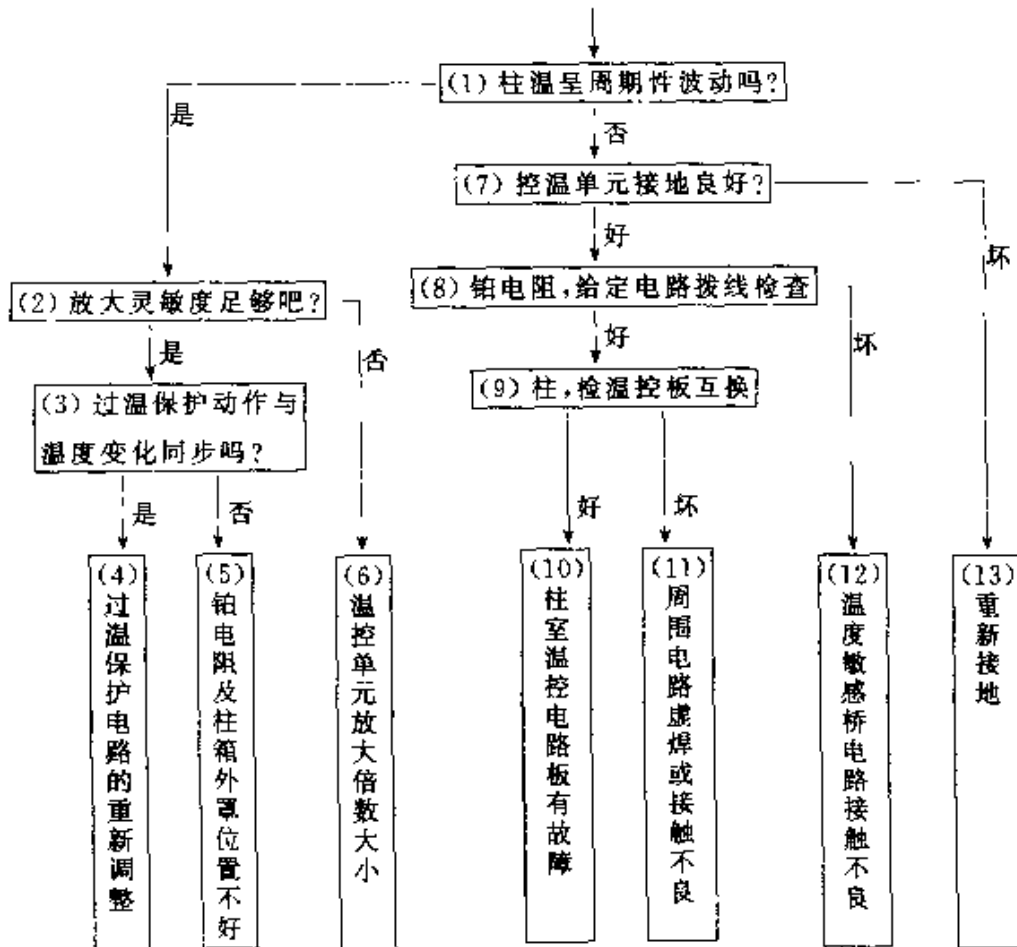 (1) 柱温呈周期性波动吗?
是
否
(7) 控温单元接地良好?
好
坏
(2) 放大灵敏度足够吧?
(8) 铂电阻,给定电路拨线检查
是
否
好
坏
(3) 过温保护动作与
温度变化同步吗?
(9) 柱,检温控板互换
是
否
好
坏
(4) 过温保护电路的重新调整
(5) 铂电阻及柱箱外罩位置不好
(6) 温控单元放大倍数大小
(10) 柱室温控电路板有故障
(11) 周围电路虚焊或接触不良
(12) 温度敏感桥电路接触不良
(13) 重新接地